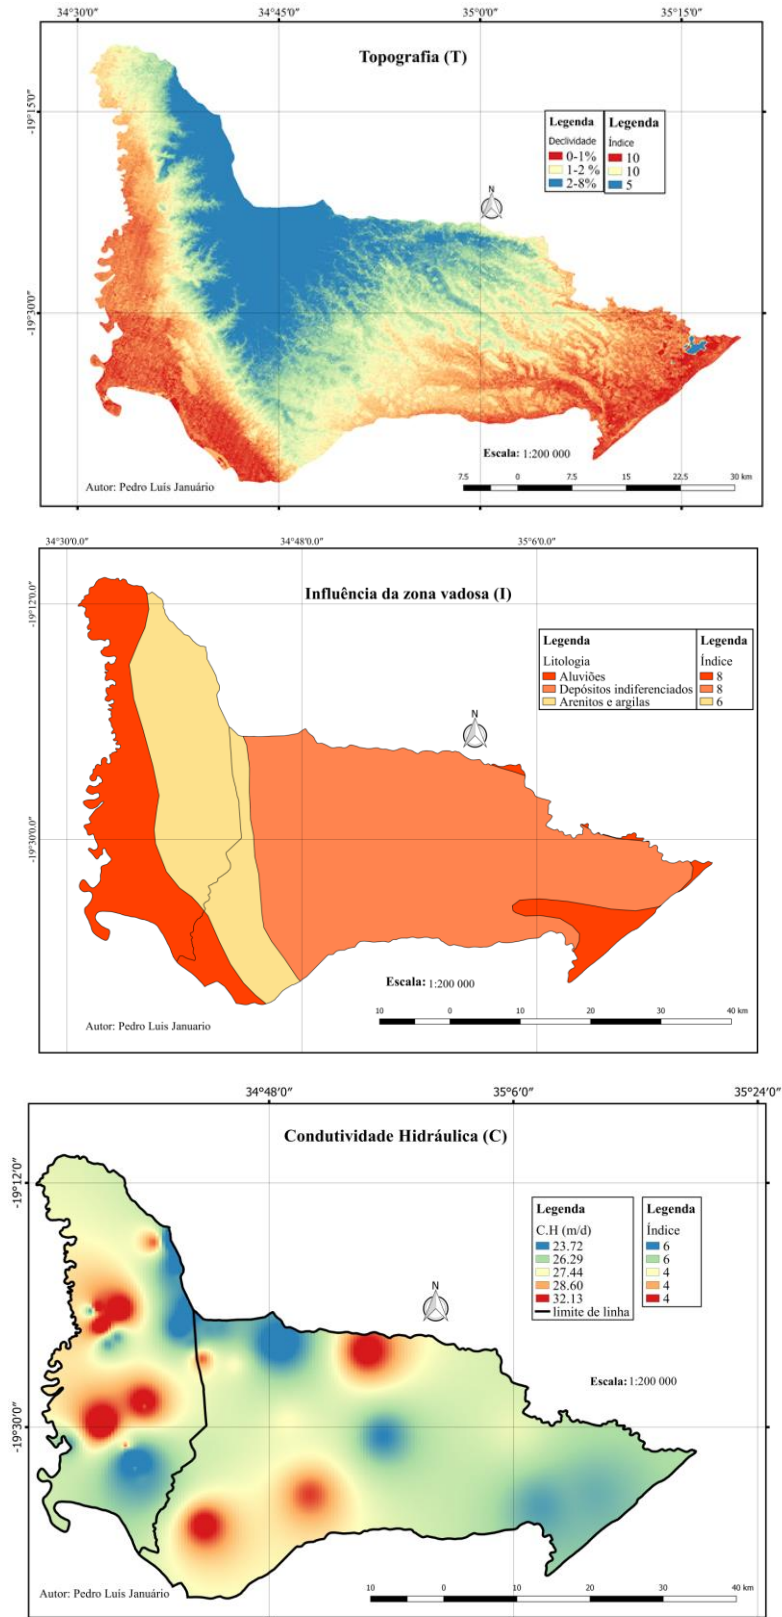 34°30'0"
34°45'0"
35°0'0"
35°15'0"
Topografia (T)
-19°15'0"
Legenda
Declividade
0-1%
1-2 %
2-8%
Legenda
Índice
10
10
5
N
-19°30'0"
Escala: 1:200 000
Autor: Pedro Luís Januário
7.5 0 7.5 15 22,5 30 km
34°30'0.0"
34°48'0.0"
35°6'0.0"
-19°12'0.0"
Influência da zona vadosa (I)
Legenda
Litologia
Aluviões
Depósitos indiferenciados
Arenitos e argilas
Legenda
Índice
8
8
6
N
-19°30'0.0"
Escala: 1:200 000
Autor: Pedro Luís Januario
10 0 10 20 30 40 km
34°48'0"
35°6'0"
35°24'0"
Condutividade Hidráulica (C)
-19°12'0"
Legenda
C.H (m/d)
23.72
26.29
27.44
28.60
32.13
limite de linha
Legenda
Índice
6
6
4
4
4
N
Escala: 1:200 000
-19°30'0"
Autor: Pedro Luís Januário
10 0 10 20 30 40 km